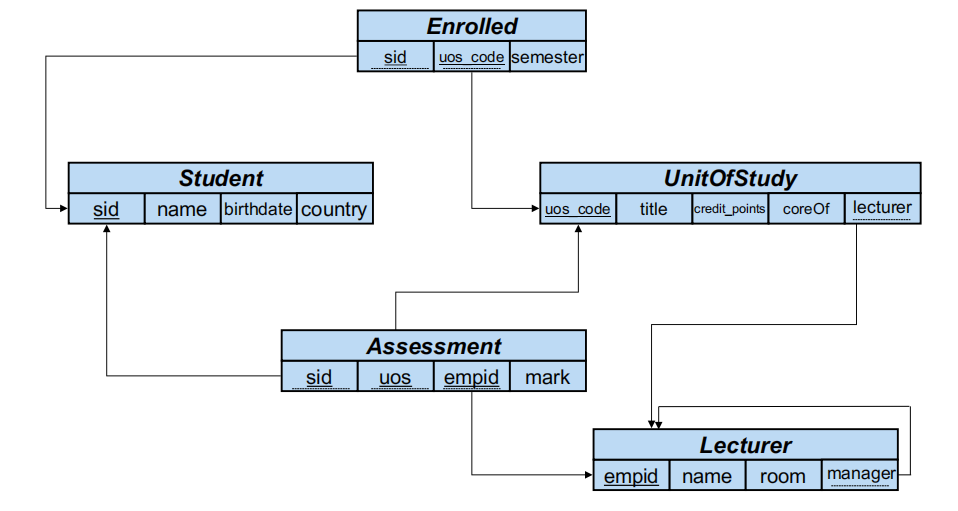 Enrolled
sid uos_code semester
Student
sid name birthdate country
UnitOfStudy
uos_code title credit_points coreOf lecturer
Assessment
sid uos empid mark
Lecturer
empid name room manager